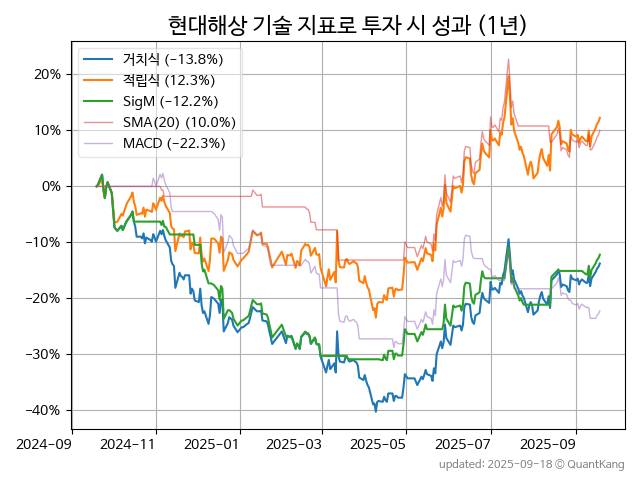 현대해상 기술 지표로 투자 시 성과 (1년)
거치식 (−13.8%)
적립식 (12.3%)
SigM (−12.2%)
SMA(20) (10.0%)
MACD (−22.3%)
20%
10%
0%
−10%
−20%
−30%
−40%
2024-09 2024-11 2025-01 2025-03 2025-05 2025-07 2025-09
updated: 2025-09-18 © QuantKang